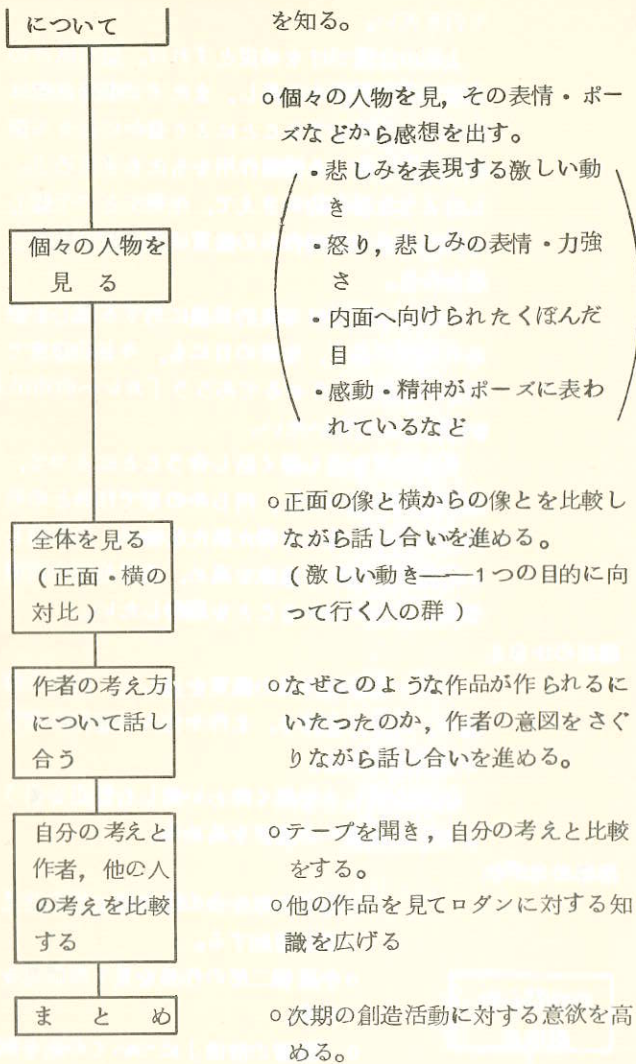 について
を知る。
o個々の人物を見，その表情・ポー
ズなどから感想を出す。
・悲しみを表現する激しい動
き
・怒り，悲しみの表情・力強
さ
・内面へ向けられたくぼんだ
目
・感動・精神がポーズに表わ
れているなど
個々の人物を
見る
o正面の像と横からの像とを比較し
ながら話し合いを進める。
（激しい動き——1つの目的に向
って行く人の群）
全体を見る
（正面・横の
対比）
作者の考え方
について話し
合う
oなぜこのような作品が作られるに
いたったのか，作者の意図をさぐ
りながら話し合いを進める。
自分の考えと
作者，他の人
の考えを比較
する
oテープを聞き，自分の考えと比較
をする。
o他の作品を見てロダンに対する知
識を広げる
まとめ
o次期の創造活動に対する意欲を高
める。